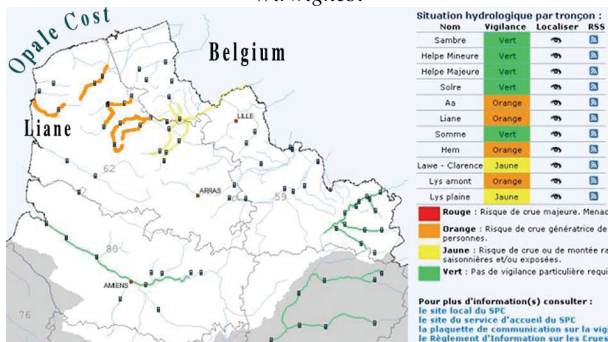 Opale Cost
Belgium
Liane
LILLE
62
ARRAS
59
80
AMIENS
76
Situation hydrologique par tronçon :
Nom Vigilance Localiser RSS
Sambre Vert
Helpe Mineure Vert
Helpe Majeure Vert
Solre Vert
Aa Orange
Liane Orange
Somme Vert
Hem Orange
Lawe - Clarence Jaune
Lys amont Orange
Lys plaine Jaune
Rouge : Risque de crue majeure. Menac
Orange : Risque de crue génératrice de
personnes.
Jaune : Risque de crue ou de montée ra
saisonnières et/ou exposées.
Vert : Pas de vigilance particulière requi
Pour plus d'information(s) consulter :
le site local du SPC
le site du service d'accueil du SPC
la plaquette de communication sur la vig
le Règlement d'Information sur les Crues